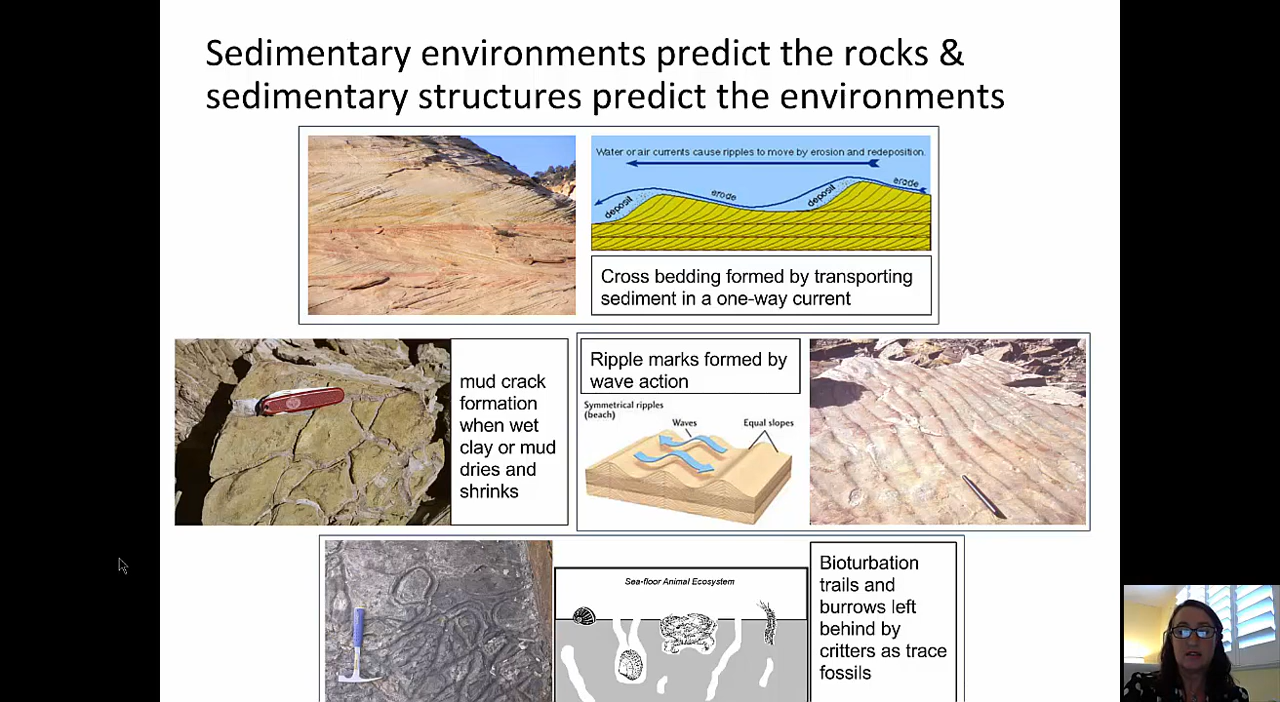 Sedimentary environments predict the rocks &
sedimentary structures predict the environments
Water or air currents cause ripples to move by erosion and redeposition.
deposit
erode
deposit
erode
Cross bedding formed by transporting
sediment in a one-way current
mud crack
formation
when wet
clay or mud
dries and
shrinks
Ripple marks formed by
wave action
Symmetrical ripples
(beach)
Waves
Equal slopes
Sea-floor Animal Ecosystem
Bioturbation
trails and
burrows left
behind by
critters as trace
fossils